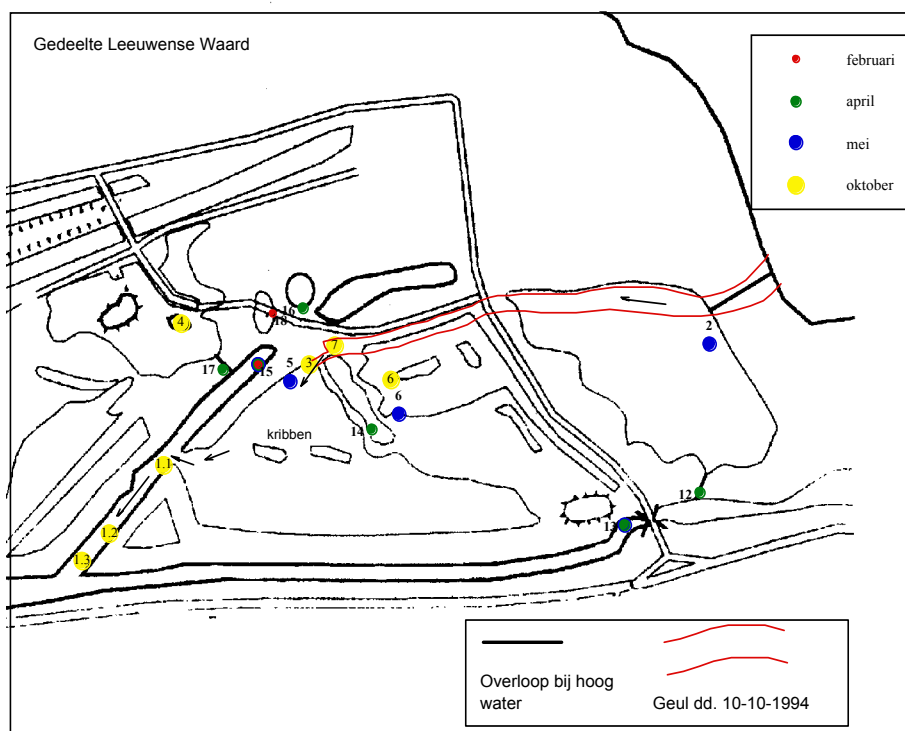 Gedeelte Leeuwense Waard
februari
april
mei
oktober
2
16
18
4
7
17
15
5
3
6
6
14
kribben
1.1
12
13
1.2
1.3
Overloop bij hoog
water
Geul dd. 10-10-1994